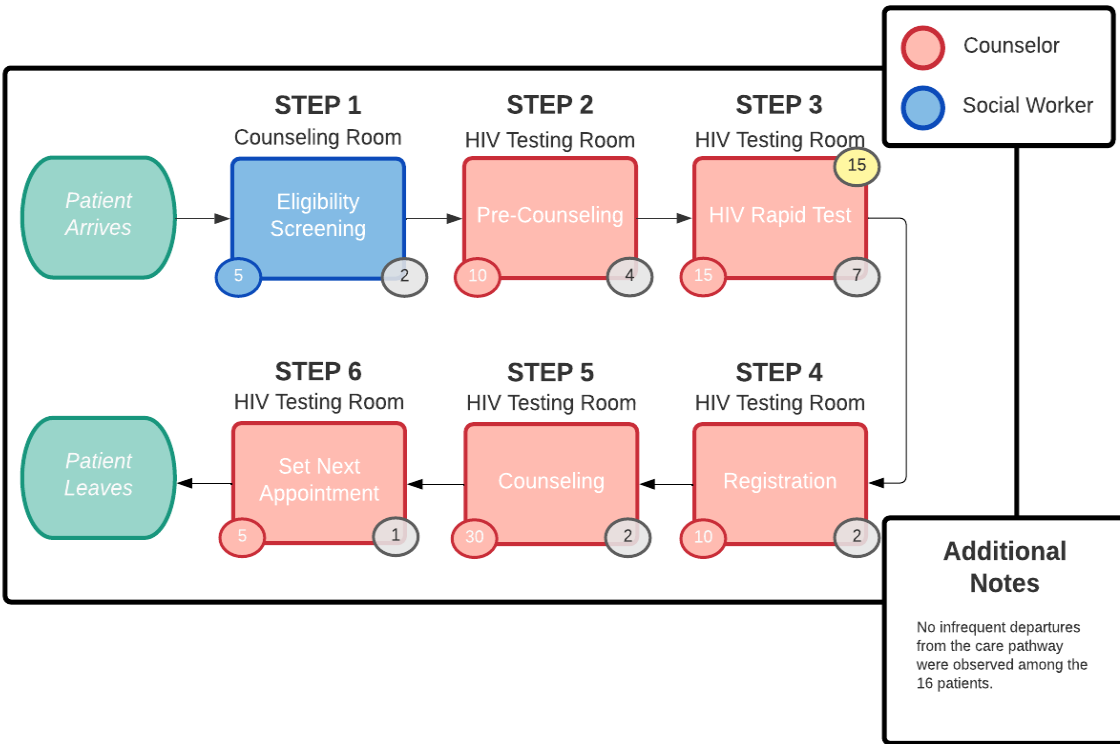 Counselor
Social Worker
STEP 1
Counseling Room
STEP 2
HIV Testing Room
STEP 3
HIV Testing Room
Patient
Arrives
Eligibility
Screening
5
2
Pre-Counseling
10
4
HIV Rapid Test
15
15
7
STEP 6
HIV Testing Room
STEP 5
HIV Testing Room
STEP 4
HIV Testing Room
Patient
Leaves
Set Next
Appointment
5
1
Counseling
30
2
Registration
10
2
Additional
Notes
No infrequent departures
from the care pathway
were observed among the
16 patients.